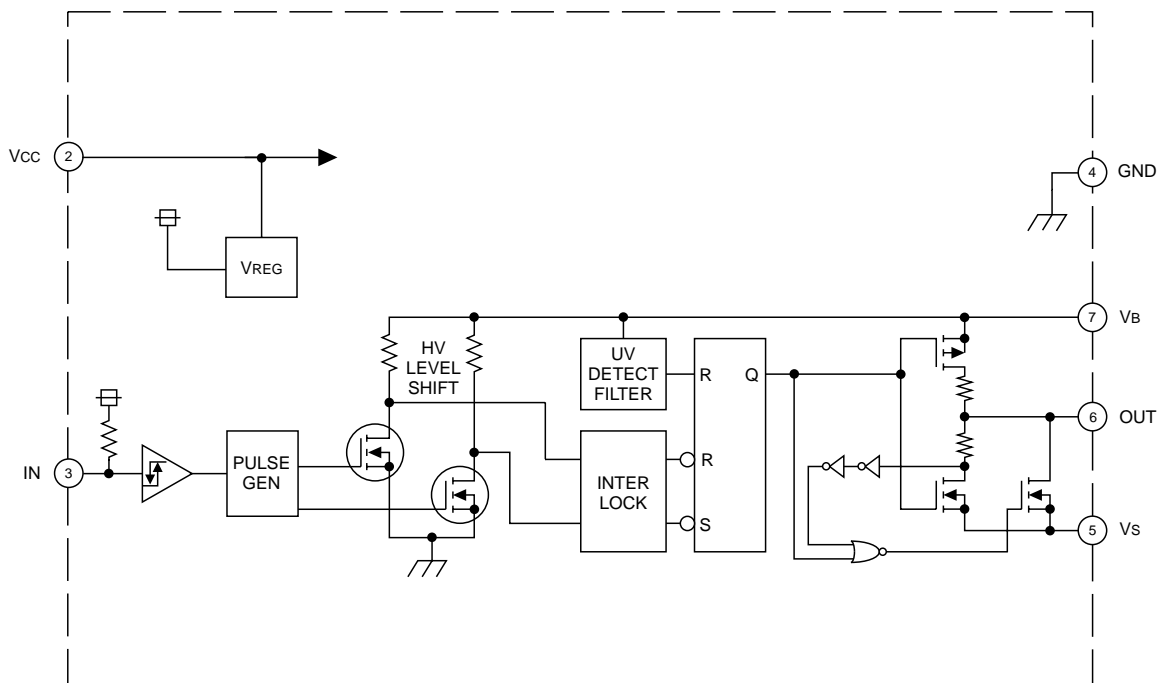 VCC 2
4 GND
VREG
7 VB
HV
LEVEL
SHIFT
UV
DETECT
FILTER
R Q
6 OUT
IN 3
PULSE
GEN
INTER
LOCK
R
S
5 VS